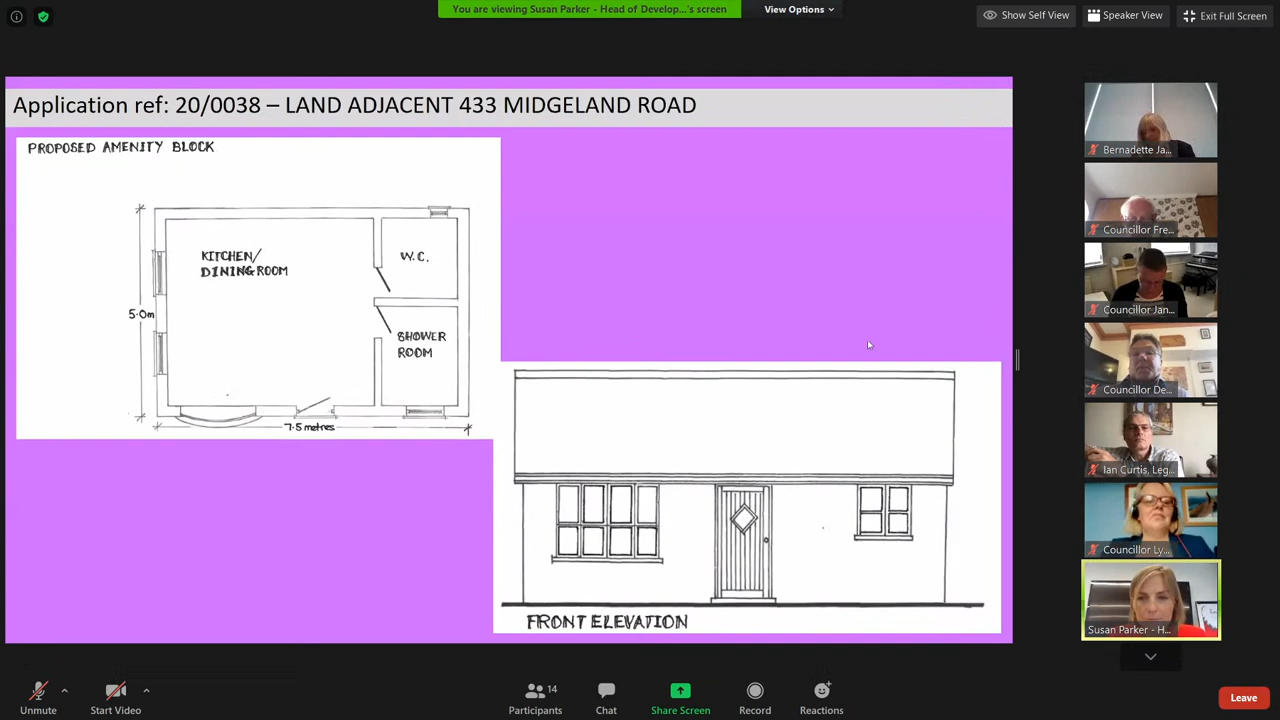 You are viewing Susan Parker - Head of Develop...'s screen
View Options
Show Self View
Speaker View
Exit Full Screen
Application ref: 20/0038 – LAND ADJACENT 433 MIDGELAND ROAD
PROPOSED AMENITY BLOCK
KITCHEN/
DINING ROOM
W.C.
5.0m
SHOWER
ROOM
7.5 metres
FRONT ELEVATION
Bernadette Ja...
Councillor Fre...
Councillor Jan...
Councillor De...
Ian Curtis, Leg...
Councillor Ly...
Susan Parker - H...
Unmute
Start Video
Participants
14
Chat
Share Screen
Record
Reactions
Leave